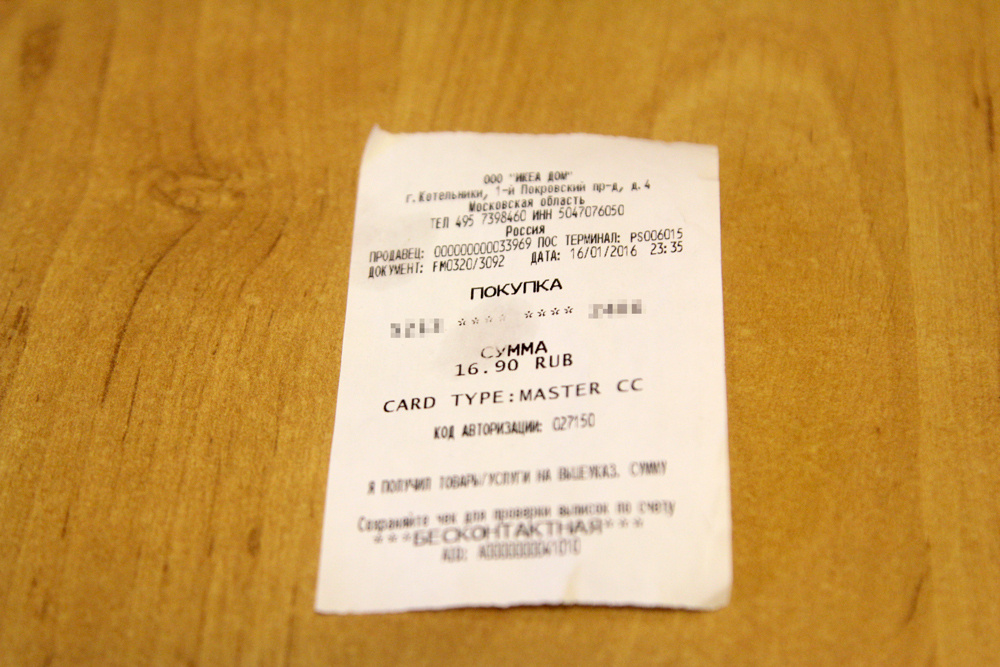 ООО "ИКЕА ДОМ"
г.Котельники, 1-й Покровский пр-д, д.4
Московская область
ТЕЛ 495 7398460 ИНН 5047076050
Россия
ПРОДАВЕЦ: 000000000033969 ПОС ТЕРМИНАЛ: PS006015
ДОКУМЕНТ: FM0320/3092 ДАТА: 16/01/2016 23:35
ПОКУПКА
**** ****
СУММА
16.90 RUB
CARD TYPE:MASTER CC
КОД АВТОРИЗАЦИИ: 027150
Я ПОЛУЧИЛ ТОВАРЫ/УСЛУГИ НА ВЫШЕУКАЗ. СУММУ
Сохраняйте чек для проверки выписок по счету
***БЕСКОНТАКТНАЯ***
AID: A0000000041010